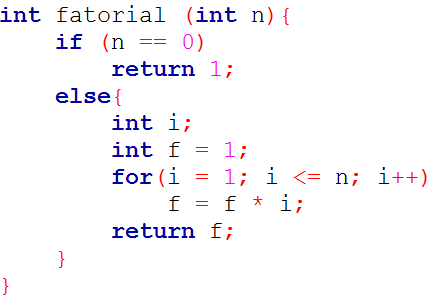 int fatorial (int n){
    if (n == 0)
        return 1;
    else{
        int i;
        int f = 1;
        for(i = 1; i <= n; i++)
            f = f * i;
        return f;
    }
}